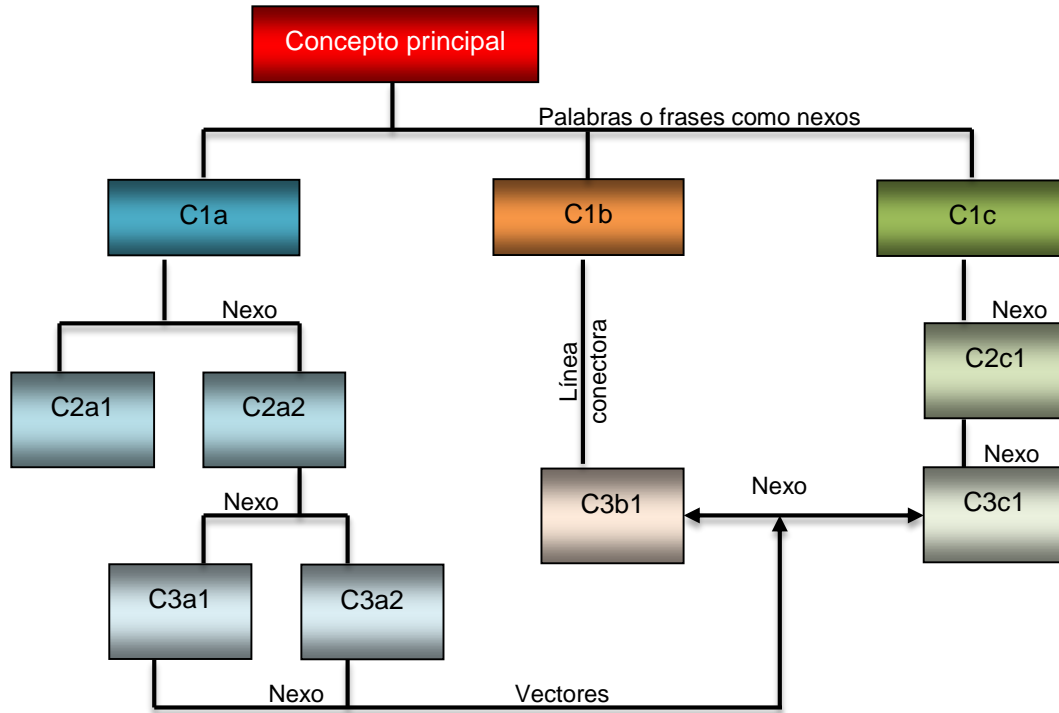 Concepto principal
Palabras o frases como nexos
C1a
C1b
C1c
Nexo
Nexo
Línea
conectora
C2c1
C2a1
C2a2
Nexo
Nexo
Nexo
C3b1
C3c1
C3a1
C3a2
Nexo
Vectores